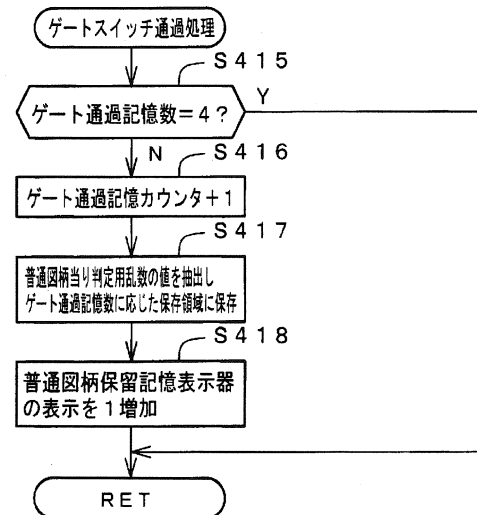 ゲートスイッチ通過処理
S415
ゲート通過記憶数=4?
Y
N
S416
ゲート通過記憶カウンタ+1
S417
普通図柄当り判定用乱数の値を抽出し
ゲート通過記憶数に応じた保存領域に保存
S418
普通図柄保留記憶表示器
の表示を1増加
RET